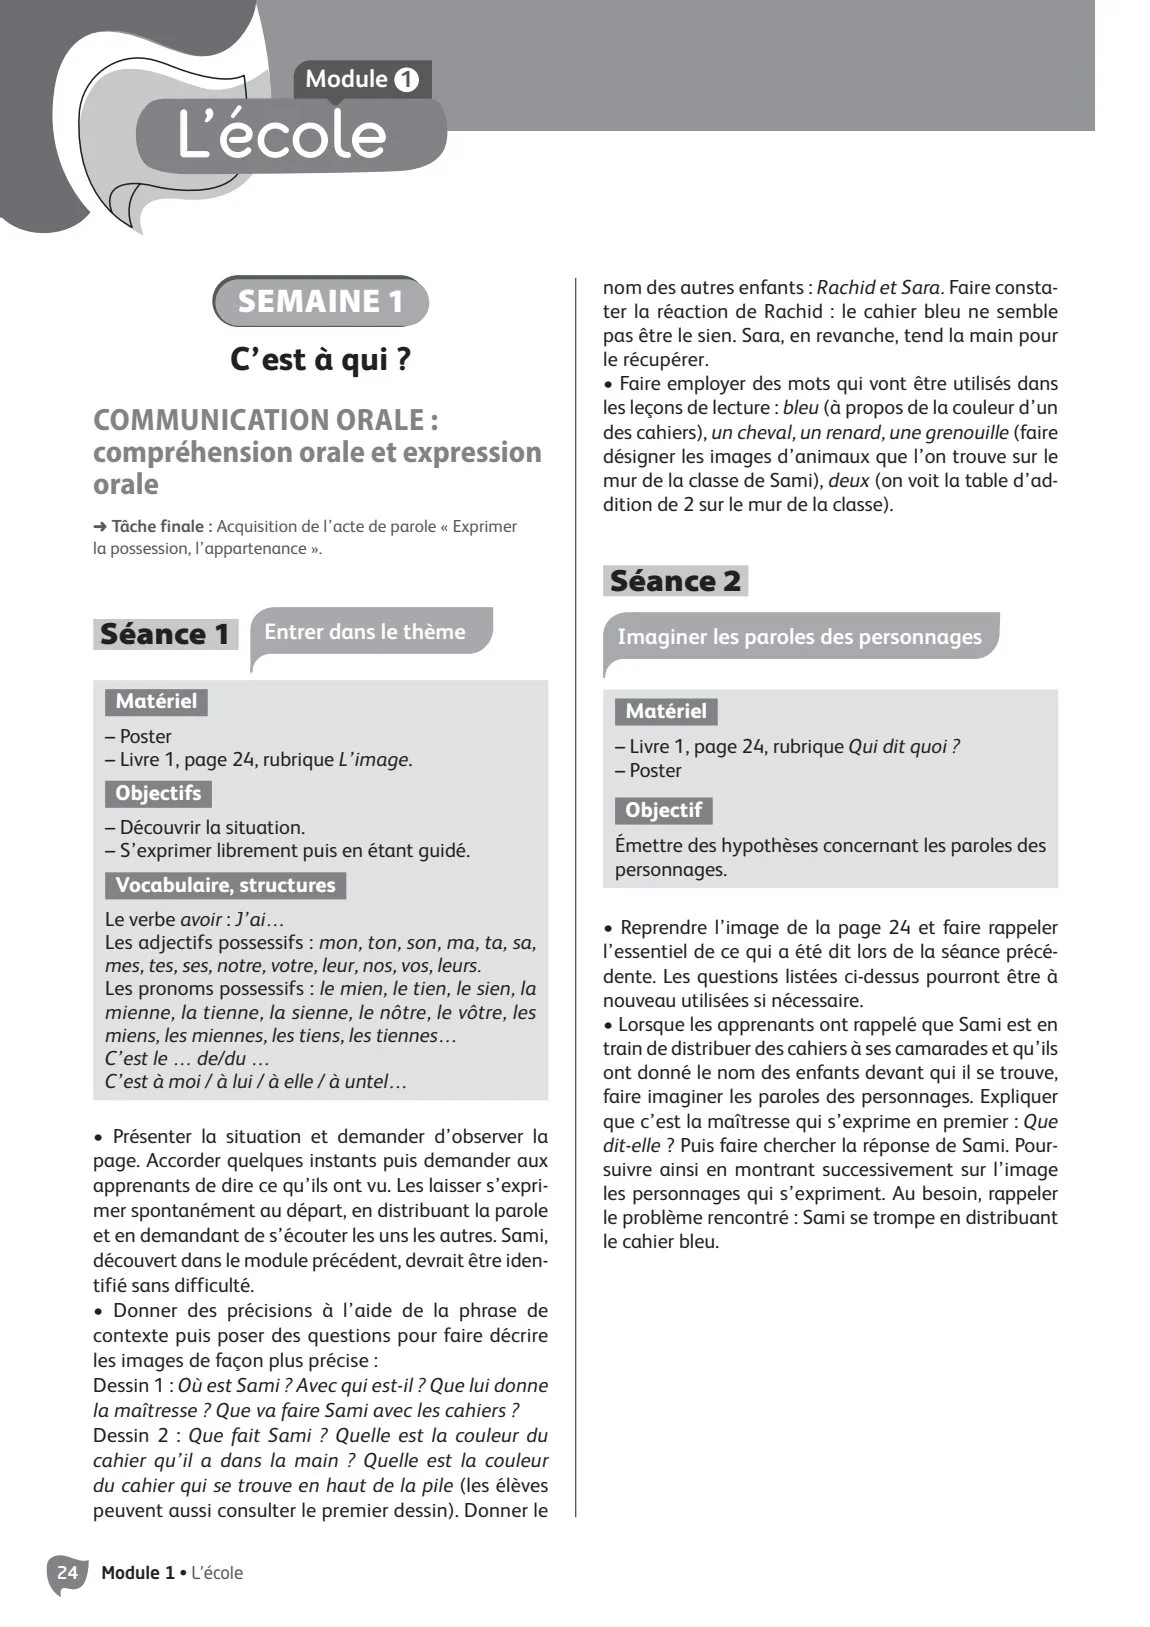 Module 1
L'école
SEMAINE 1
C'est à qui ?
COMMUNICATION ORALE :
compréhension orale et expression
orale
➜ Tâche finale : Acquisition de l'acte de parole « Exprimer
la possession, l'appartenance ».
Séance 1
Entrer dans le thème
Matériel
– Poster
– Livre 1, page 24, rubrique L'image.
Objectifs
– Découvrir la situation.
– S'exprimer librement puis en étant guidé.
Vocabulaire, structures
Le verbe avoir : J'ai…
Les adjectifs possessifs : mon, ton, son, ma, ta, sa,
mes, tes, ses, notre, votre, leur, nos, vos, leurs.
Les pronoms possessifs : le mien, le tien, le sien, la
mienne, la tienne, la sienne, le nôtre, le vôtre, les
miens, les miennes, les tiens, les tiennes…
C'est le … de/du …
C'est à moi / à lui / à elle / à untel…
• Présenter la situation et demander d'observer la
page. Accorder quelques instants puis demander aux
apprenants de dire ce qu'ils ont vu. Les laisser s'expri-
mer spontanément au départ, en distribuant la parole
et en demandant de s'écouter les uns les autres. Sami,
découvert dans le module précédent, devrait être iden-
tifié sans difficulté.
• Donner des précisions à l'aide de la phrase de
contexte puis poser des questions pour faire décrire
les images de façon plus précise :
Dessin 1 : Où est Sami ? Avec qui est-il ? Que lui donne
la maîtresse ? Que va faire Sami avec les cahiers ?
Dessin 2 : Que fait Sami ? Quelle est la couleur du
cahier qu'il a dans la main ? Quelle est la couleur
du cahier qui se trouve en haut de la pile (les élèves
peuvent aussi consulter le premier dessin). Donner le
nom des autres enfants : Rachid et Sara. Faire consta-
ter la réaction de Rachid : le cahier bleu ne semble
pas être le sien. Sara, en revanche, tend la main pour
le récupérer.
• Faire employer des mots qui vont être utilisés dans
les leçons de lecture : bleu (à propos de la couleur d'un
des cahiers), un cheval, un renard, une grenouille (faire
désigner les images d'animaux que l'on trouve sur le
mur de la classe de Sami), deux (on voit la table d'ad-
dition de 2 sur le mur de la classe).
Séance 2
Imaginer les paroles des personnages
Matériel
– Livre 1, page 24, rubrique Qui dit quoi ?
– Poster
Objectif
Émettre des hypothèses concernant les paroles des
personnages.
• Reprendre l'image de la page 24 et faire rappeler
l'essentiel de ce qui a été dit lors de la séance précé-
dente. Les questions listées ci-dessus pourront être à
nouveau utilisées si nécessaire.
• Lorsque les apprenants ont rappelé que Sami est en
train de distribuer des cahiers à ses camarades et qu'ils
ont donné le nom des enfants devant qui il se trouve,
faire imaginer les paroles des personnages. Expliquer
que c'est la maîtresse qui s'exprime en premier : Que
dit-elle ? Puis faire chercher la réponse de Sami. Pour-
suivre ainsi en montrant successivement sur l'image
les personnages qui s'expriment. Au besoin, rappeler
le problème rencontré : Sami se trompe en distribuant
le cahier bleu.
24 Module 1 • L'école